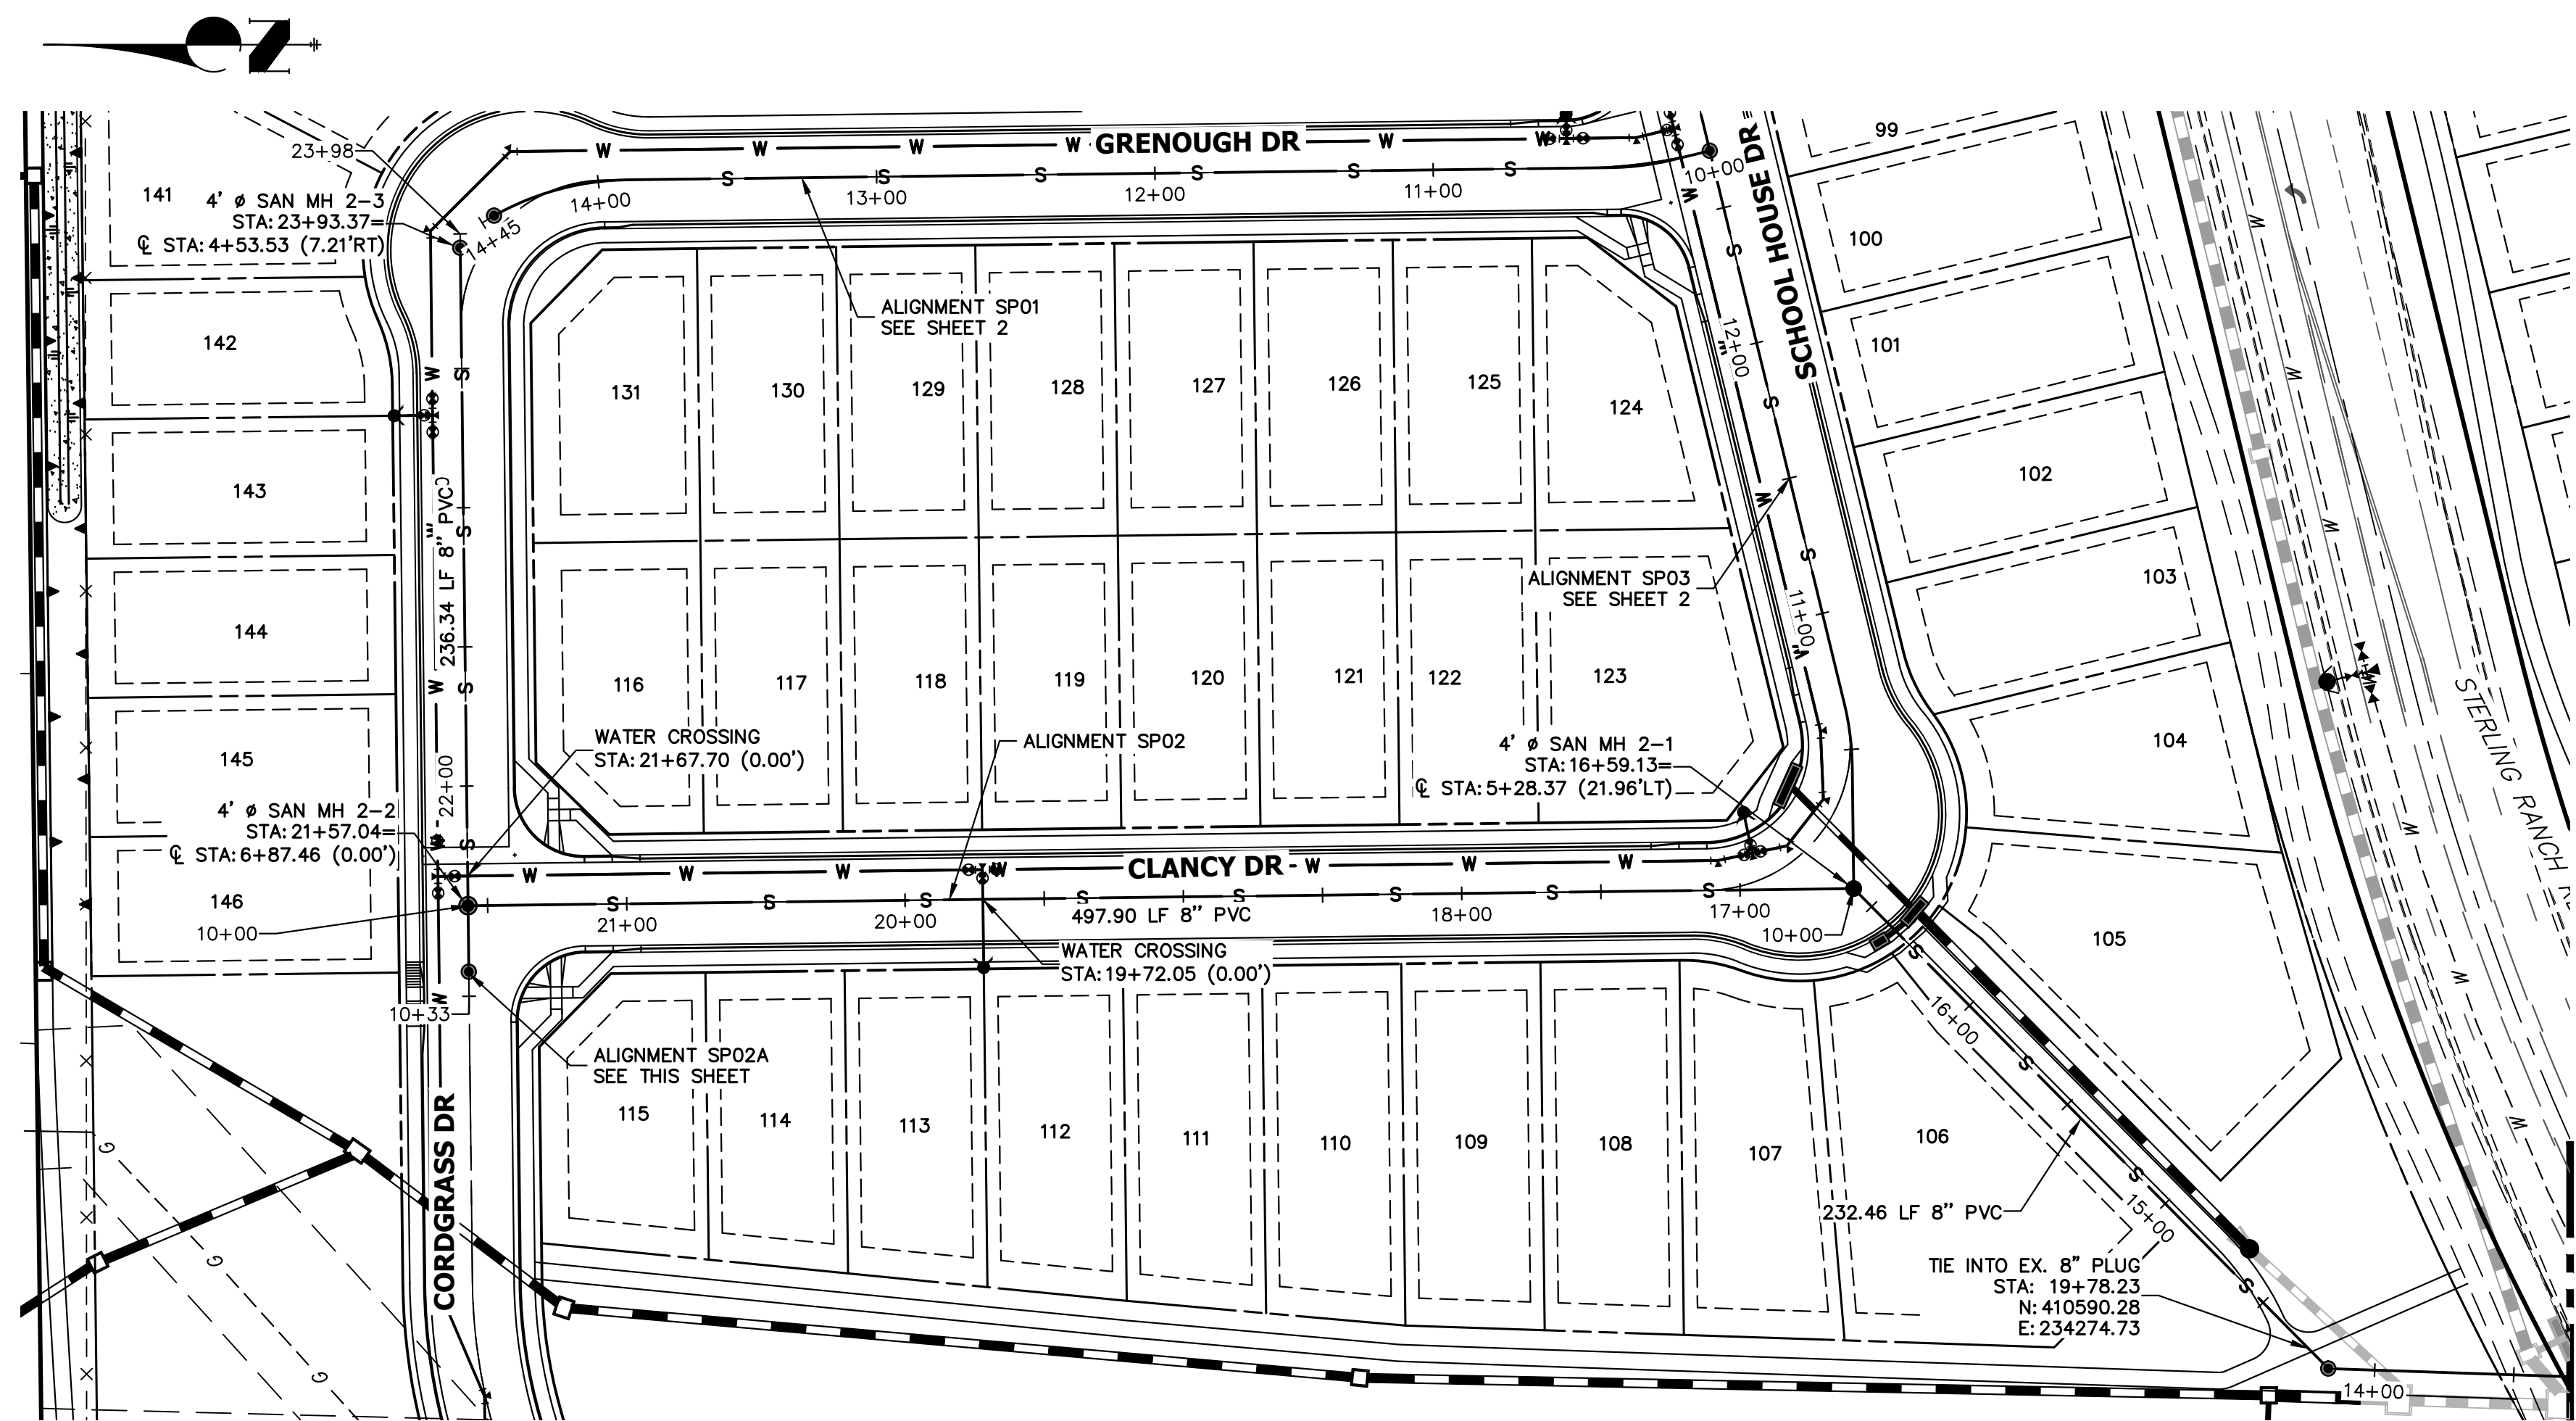 N
GRENOUGH DR
SCHOOL HOUSE DR
23+98
4' ø SAN MH 2-3
STA: 23+93.37=
℄ STA: 4+53.53 (7.21'RT)
14+45
14+00
13+00
12+00
11+00
10+00
99
100
101
102
103
104
105
141
142
143
144
145
146
ALIGNMENT SP01
SEE SHEET 2
131
130
129
128
127
126
125
124
12+00
11+00
ALIGNMENT SP03
SEE SHEET 2
236.34 LF 8" PVC
22+00
116
117
118
119
120
121
122
123
WATER CROSSING
STA: 21+67.70 (0.00')
ALIGNMENT SP02
4' ø SAN MH 2-1
STA: 16+59.13=
℄ STA: 5+28.37 (21.96'LT)
4' ø SAN MH 2-2
STA: 21+57.04=
℄ STA: 6+87.46 (0.00')
CLANCY DR
10+00
21+00
20+00
497.90 LF 8" PVC
18+00
17+00
10+00
WATER CROSSING
STA: 19+72.05 (0.00')
10+33
ALIGNMENT SP02A
SEE THIS SHEET
CORDGRASS DR
115
114
113
112
111
110
109
108
107
106
16+00
15+00
232.46 LF 8" PVC
TIE INTO EX. 8" PLUG
STA: 19+78.23
N: 410590.28
E: 234274.73
14+00
STERLING RANCH
W W W W W W
S S S S S S
W W W W W W
S S S S S S S S
G G G